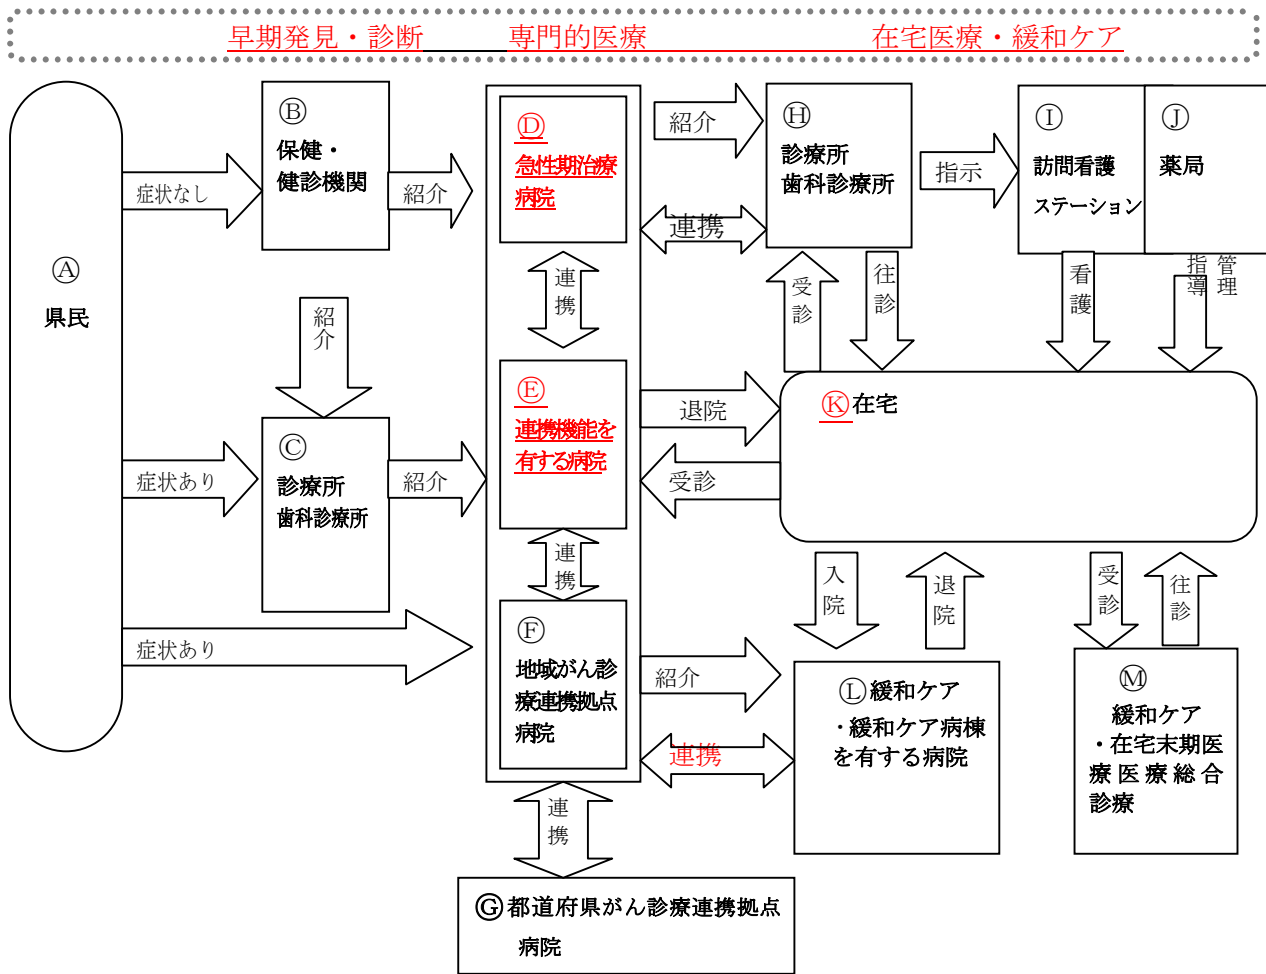 早期発見・診断　専門的医療　在宅医療・緩和ケア
Ⓐ
県民
症状なし
症状あり
症状あり
Ⓑ
保健・
健診機関
紹介
紹介
Ⓒ
診療所
歯科診療所
紹介
Ⓓ
急性期治療
病院
連携
Ⓔ
連携機能を
有する病院
連携
Ⓕ
地域がん診
療連携拠点
病院
連携
Ⓖ都道府県がん診療連携拠点
病院
紹介
連携
退院
受診
紹介
連携
Ⓗ
診療所
歯科診療所
指示
Ⓘ
訪問看護
ステーション
Ⓙ
薬局
受診
往診
看護
管理
指導
Ⓚ在宅
入院
退院
受診
往診
Ⓛ緩和ケア
・緩和ケア病棟
を有する病院
Ⓜ
緩和ケア
・在宅末期医
療医療総合
診療